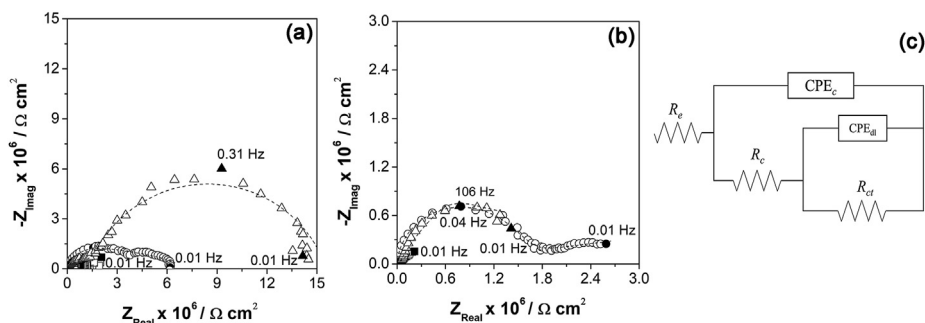 (a)
15
12
9
6
3
0
-Z_Imag x 10^6 / Ω cm^2
0.31 Hz
0.01 Hz
0.01 Hz
0.01 Hz
0 3 6 9 12 15
Z_Real x 10^6 / Ω cm^2
(b)
3.0
2.4
1.8
1.2
0.6
0.0
-Z_Imag x 10^6 / Ω cm^2
106 Hz
0.04 Hz
0.01 Hz
0.01 Hz
0.01 Hz
0.0 0.6 1.2 1.8 2.4 3.0
Z_Real x 10^6 / Ω cm^2
(c)
CPE_c
R_e
CPE_dl
R_c
R_ct